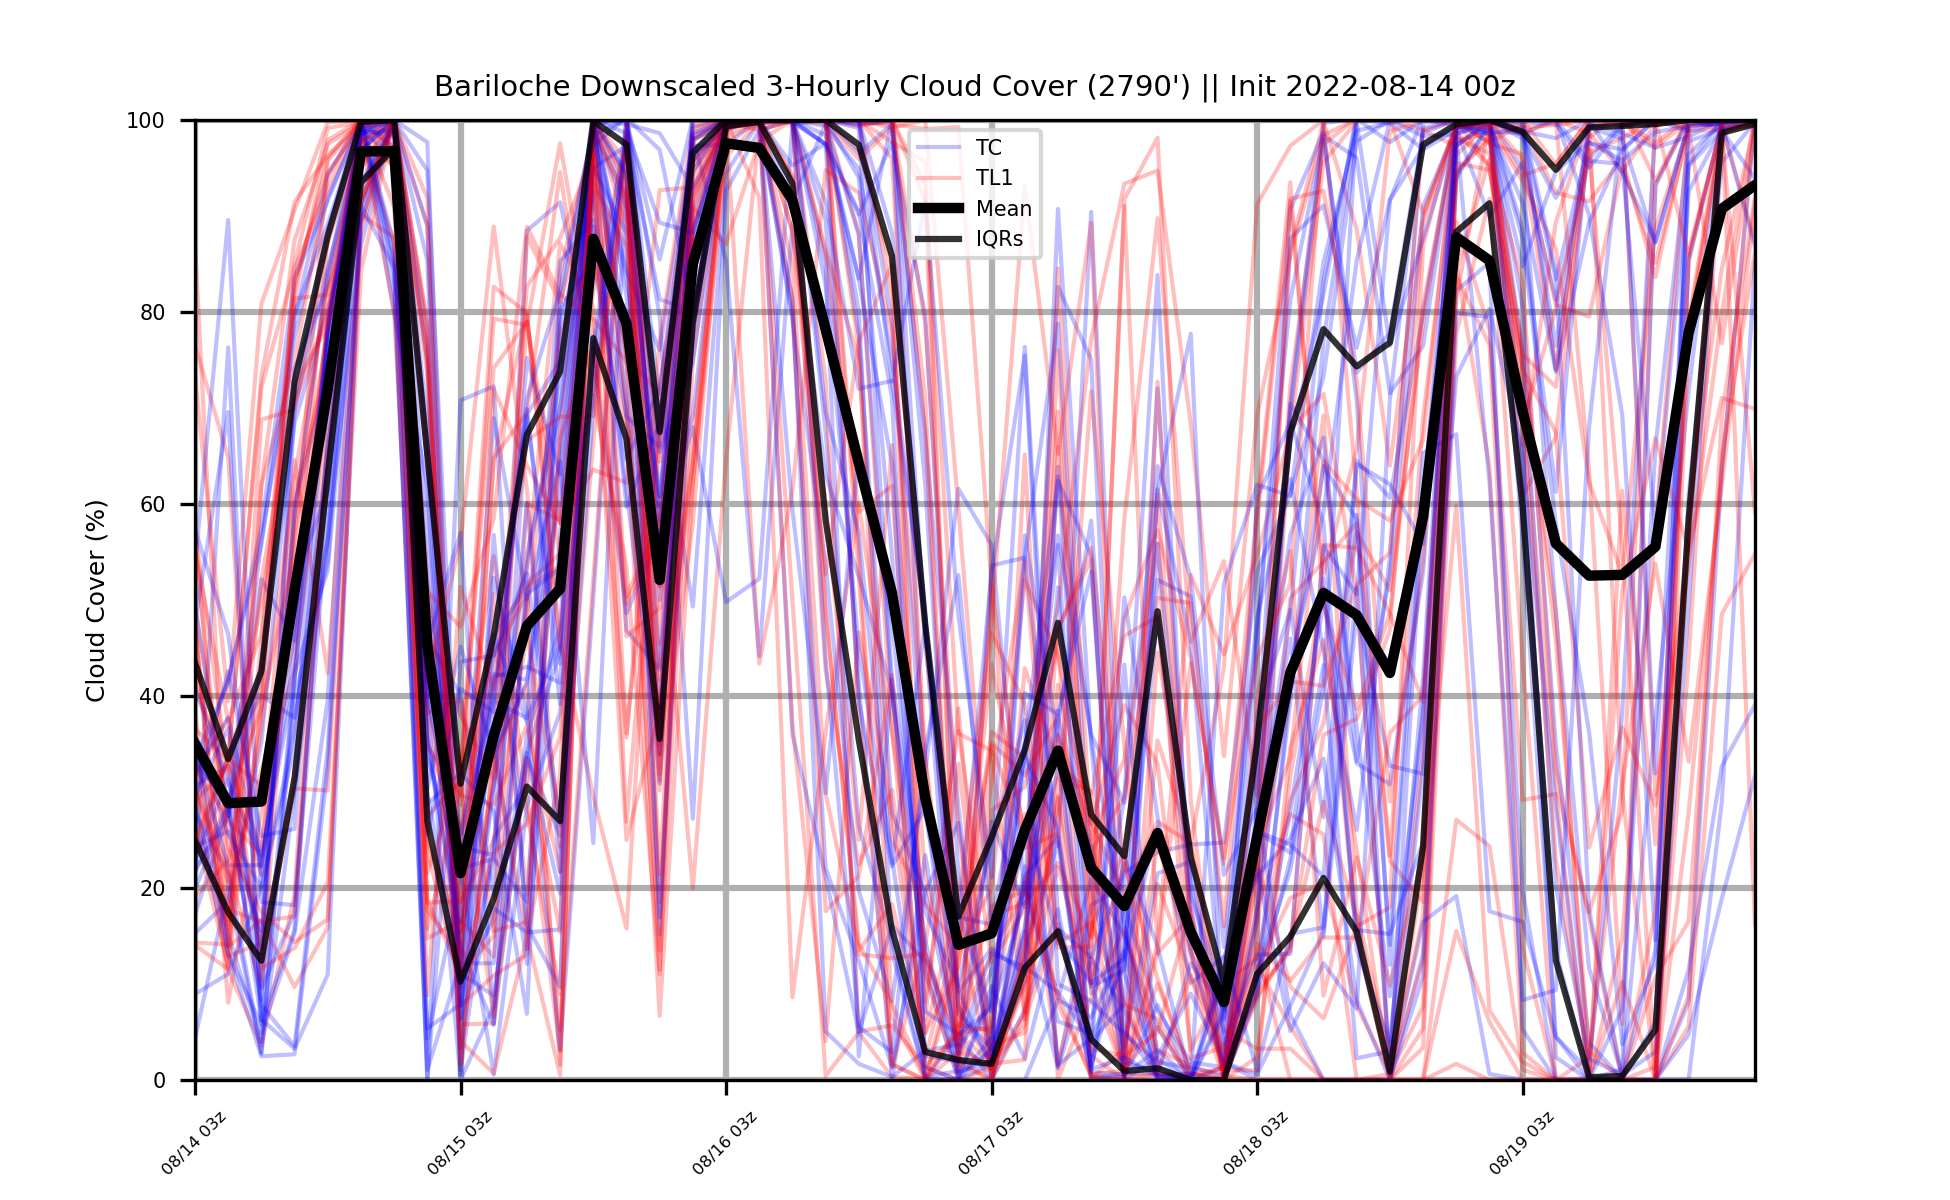 Bariloche Downscaled 3-Hourly Cloud Cover (2790') || Init 2022-08-14 00z
TC
TL1
Mean
IQRs
Cloud Cover (%)
100
80
60
40
20
0
08/14 03z
08/15 03z
08/16 03z
08/17 03z
08/18 03z
08/19 03z